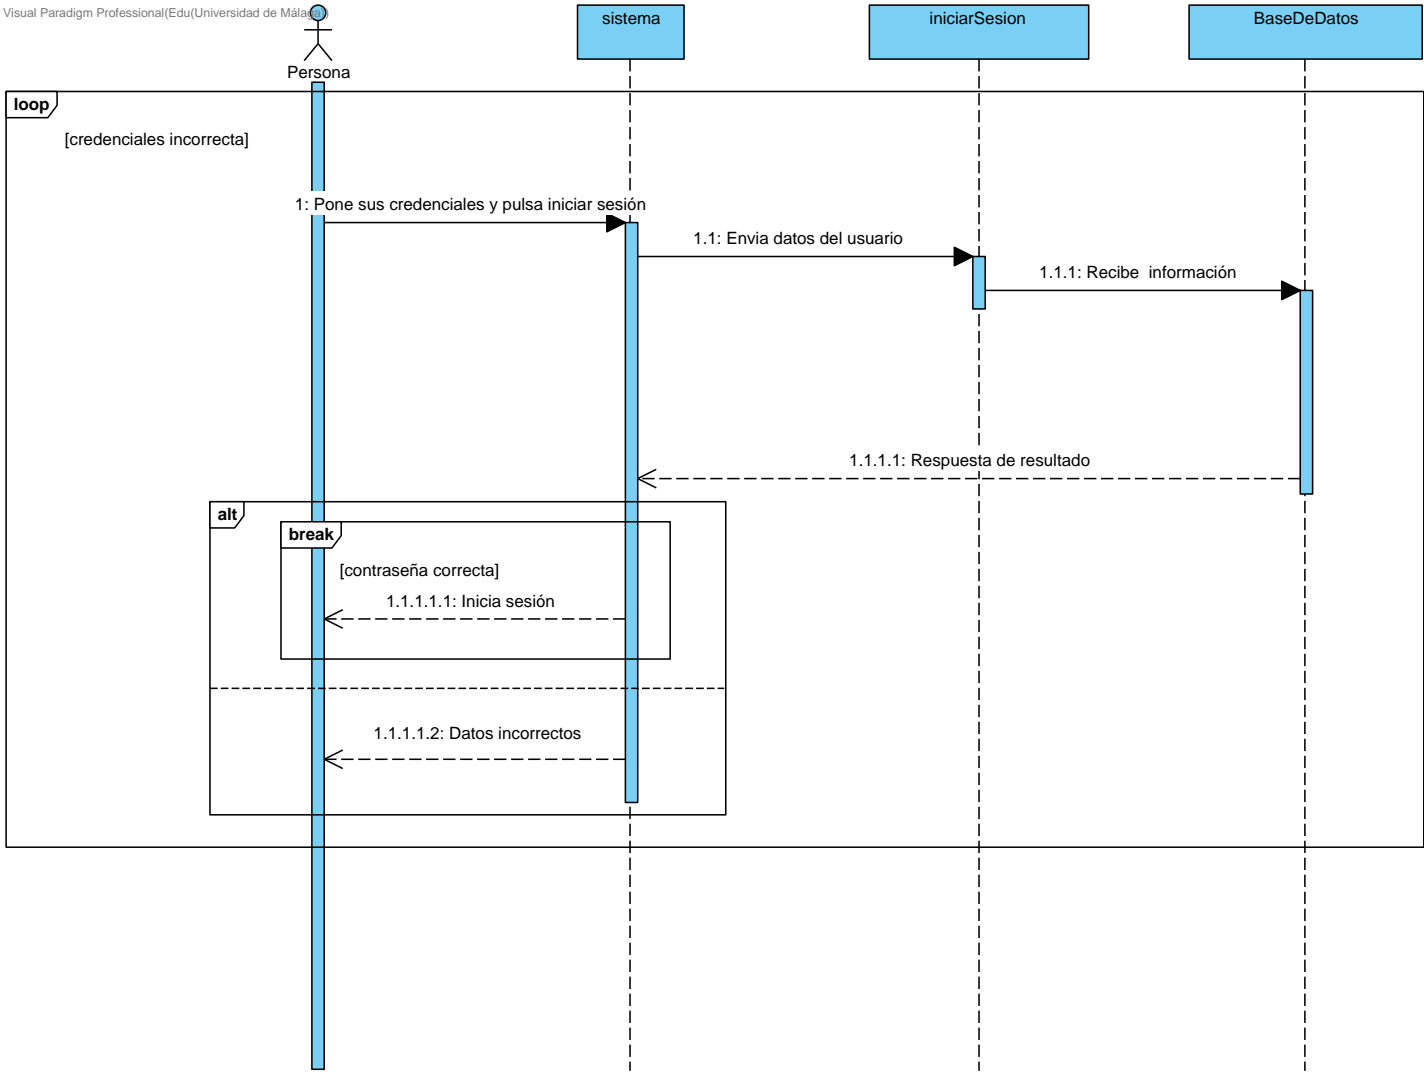 Visual Paradigm Professional(Edu(Universidad de Málaga))
sistema
iniciarSesion
BaseDeDatos
Persona
loop
[credenciales incorrecta]
1: Pone sus credenciales y pulsa iniciar sesión
1.1: Envia datos del usuario
1.1.1: Recibe  información
1.1.1.1: Respuesta de resultado
alt
break
[contraseña correcta]
1.1.1.1.1: Inicia sesión
1.1.1.1.2: Datos incorrectos